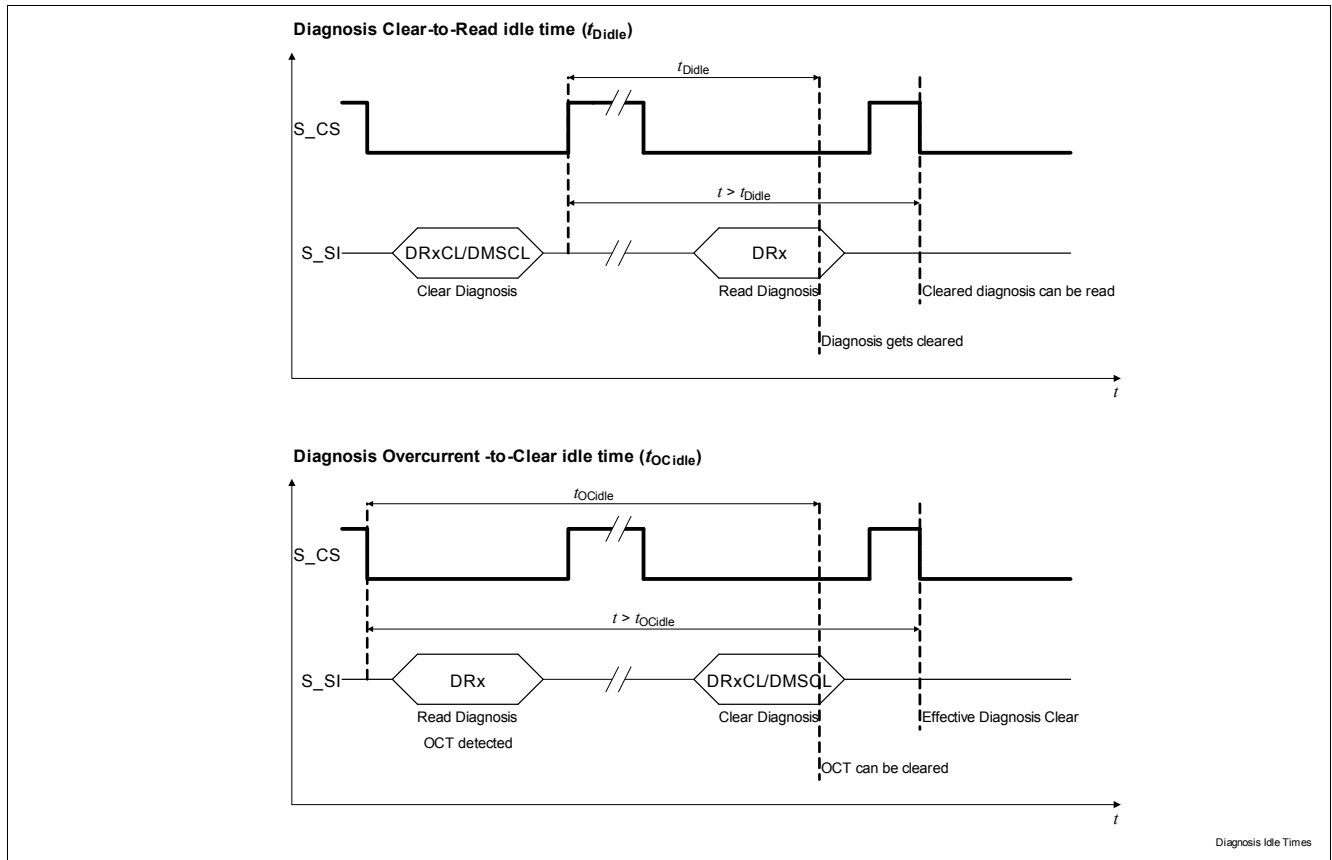 Diagnosis Clear-to-Read idle time (tDidle)
tDidle
S_CS
t > tDidle
S_SI
DRxCL/DMSCL
DRx
Clear Diagnosis
Read Diagnosis
Cleared diagnosis can be read
Diagnosis gets cleared
t
Diagnosis Overcurrent -to-Clear idle time (tOCidle)
tOCidle
S_CS
t > tOCidle
S_SI
DRx
DRxCL/DMSCL
Read Diagnosis
Clear Diagnosis
Effective Diagnosis Clear
OCT detected
OCT can be cleared
t
Diagnosis Idle Times